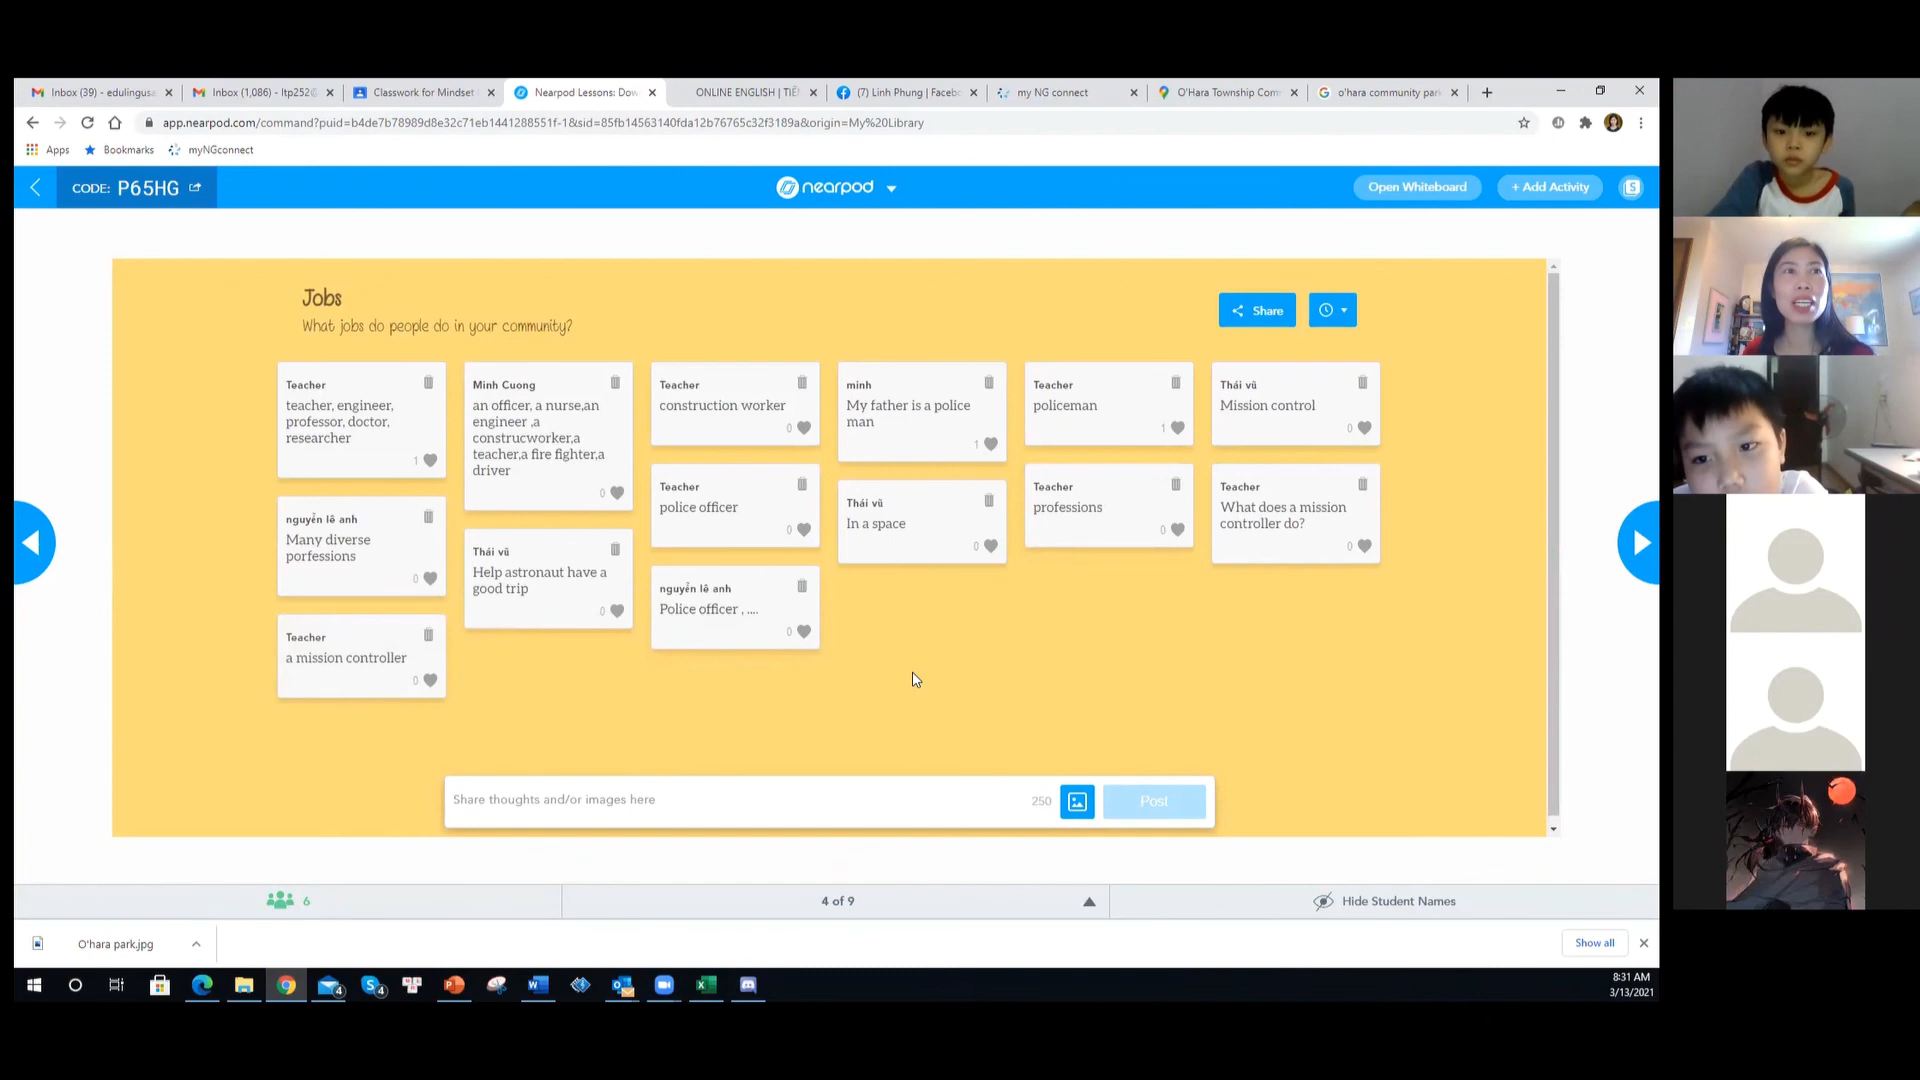 Inbox (39) - edulingus
Inbox (1,086) - ltp252@
Classwork for Mindset
Nearpod Lessons: Dow
ONLINE ENGLISH | TIẾ
(7) Linh Phung | Facebo
my NG connect
O'Hara Township Com
o'hara community park
app.nearpod.com/command?puid=b4de7b78989d8e32c71eb1441288551f-1&sid=85fb14563140fda12b76765c32f3189a&origin=My%20Library
Apps
Bookmarks
myNGconnect
CODE: P65HG
nearpod
Open Whiteboard
+ Add Activity
S
Jobs
What jobs do people do in your community?
Share
Teacher
teacher, engineer,
professor, doctor,
researcher
1
nguyễn lê anh
Many diverse
porfessions
0
Teacher
a mission controller
0
Minh Cuong
an officer, a nurse,an
engineer ,a
construcworker,a
teacher,a fire fighter,a
driver
0
Thái vũ
Help astronaut have a
good trip
0
Teacher
construction worker
0
Teacher
police officer
0
nguyễn lê anh
Police officer , ....
0
minh
My father is a police
man
1
Thái vũ
In a space
0
Teacher
policeman
1
Teacher
professions
0
Thái vũ
Mission control
0
Teacher
What does a mission
controller do?
0
Share thoughts and/or images here
250
Post
6
4 of 9
Hide Student Names
O'hara park.jpg
Show all
4
4
8:31 AM
3/13/2021